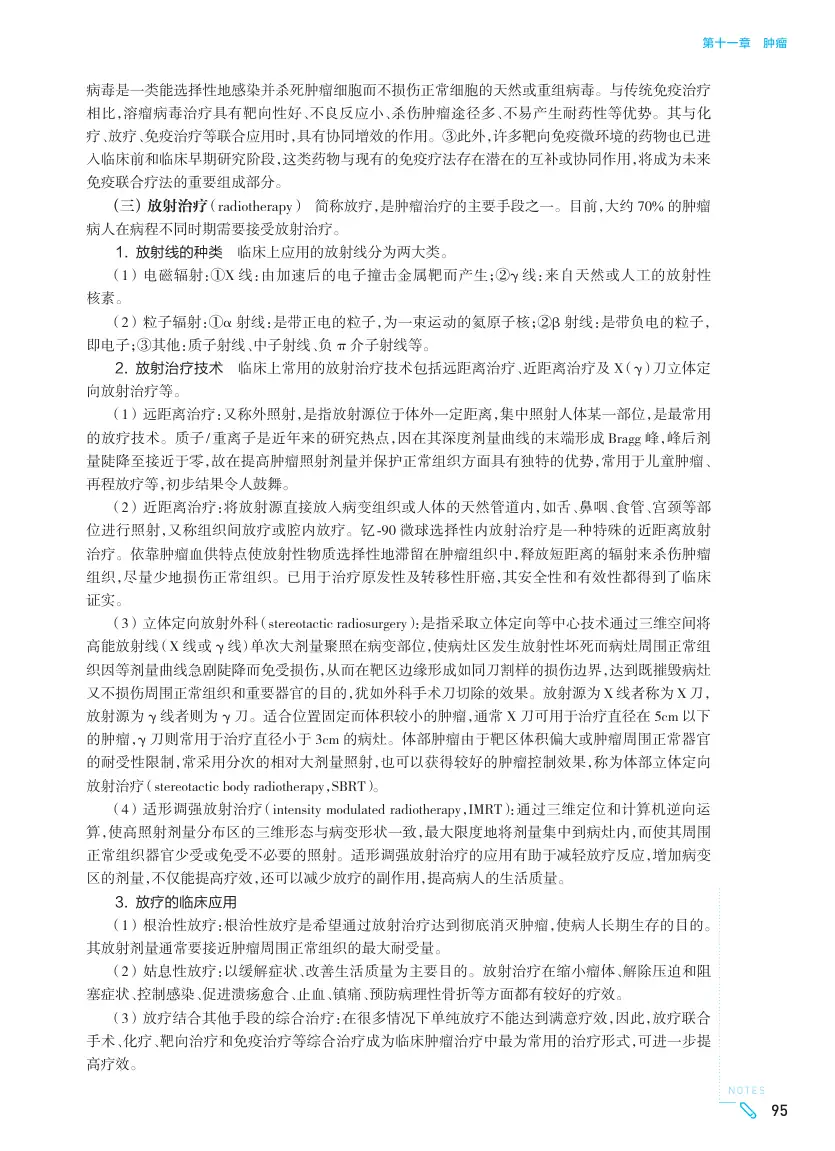 第十一章 肿瘤
病毒是一类能选择性地感染并杀死肿瘤细胞而不损伤正常细胞的天然或重组病毒。与传统免疫治疗
相比,溶瘤病毒治疗具有靶向性好、不良反应小、杀伤肿瘤途径多、不易产生耐药性等优势。其与化
疗、放疗、免疫治疗等联合应用时,具有协同增效的作用。③此外,许多靶向免疫微环境的药物也已进
入临床前和临床早期研究阶段,这类药物与现有的免疫疗法存在潜在的互补或协同作用,将成为未来
免疫联合疗法的重要组成部分。
(三)放射治疗(radiotherapy) 简称放疗,是肿瘤治疗的主要手段之一。目前,大约 70% 的肿瘤
病人在病程不同时期需要接受放射治疗。
1. 放射线的种类 临床上应用的放射线分为两大类。
(1)电磁辐射:①X 线:由加速后的电子撞击金属靶而产生;②γ 线:来自天然或人工的放射性
核素。
(2)粒子辐射:①α 射线:是带正电的粒子,为一束运动的氦原子核;②β 射线:是带负电的粒子,
即电子;③其他:质子射线、中子射线、负 π 介子射线等。
2. 放射治疗技术 临床上常用的放射治疗技术包括远距离治疗、近距离治疗及 X(γ)刀立体定
向放射治疗等。
(1)远距离治疗:又称外照射,是指放射源位于体外一定距离,集中照射人体某一部位,是最常用
的放疗技术。质子/重离子是近年来的研究热点,因在其深度剂量曲线的末端形成 Bragg 峰,峰后剂
量陡降至接近于零,故在提高肿瘤照射剂量并保护正常组织方面具有独特的优势,常用于儿童肿瘤、
再程放疗等,初步结果令人鼓舞。
(2)近距离治疗:将放射源直接放入病变组织或人体的天然管道内,如舌、鼻咽、食管、宫颈等部
位进行照射,又称组织间放疗或腔内放疗。钇-90 微球选择性内放射治疗是一种特殊的近距离放射
治疗。依靠肿瘤血供特点使放射性物质选择性地滞留在肿瘤组织中,释放短距离的辐射来杀伤肿瘤
组织,尽量少地损伤正常组织。已用于治疗原发性及转移性肝癌,其安全性和有效性都得到了临床
证实。
(3)立体定向放射外科(stereotactic radiosurgery):是指采取立体定向等中心技术通过三维空间将
高能放射线(X 线或 γ 线)单次大剂量聚照在病变部位,使病灶区发生放射性坏死而病灶周围正常组
织因等剂量曲线急剧陡降而免受损伤,从而在靶区边缘形成如同刀割样的损伤边界,达到既摧毁病灶
又不损伤周围正常组织和重要器官的目的,犹如外科手术刀切除的效果。放射源为 X 线者称为 X 刀,
放射源为 γ 线者则为 γ 刀。适合位置固定而体积较小的肿瘤,通常 X 刀可用于治疗直径在 5cm 以下
的肿瘤,γ 刀则常用于治疗直径小于 3cm 的病灶。体部肿瘤由于靶区体积偏大或肿瘤周围正常器官
的耐受性限制,常采用分次的相对大剂量照射,也可以获得较好的肿瘤控制效果,称为体部立体定向
放射治疗(stereotactic body radiotherapy,SBRT)。
(4)适形调强放射治疗(intensity modulated radiotherapy,IMRT):通过三维定位和计算机逆向运
算,使高照射剂量分布区的三维形态与病变形状一致,最大限度地将剂量集中到病灶内,而使其周围
正常组织器官少受或免受不必要的照射。适形调强放射治疗的应用有助于减轻放疗反应,增加病变
区的剂量,不仅能提高疗效,还可以减少放疗的副作用,提高病人的生活质量。
3. 放疗的临床应用
(1)根治性放疗:根治性放疗是希望通过放射治疗达到彻底消灭肿瘤,使病人长期生存的目的。
其放射剂量通常要接近肿瘤周围正常组织的最大耐受量。
(2)姑息性放疗:以缓解症状、改善生活质量为主要目的。放射治疗在缩小瘤体、解除压迫和阻
塞症状、控制感染、促进溃疡愈合、止血、镇痛、预防病理性骨折等方面都有较好的疗效。
(3)放疗结合其他手段的综合治疗:在很多情况下单纯放疗不能达到满意疗效,因此,放疗联合
手术、化疗、靶向治疗和免疫治疗等综合治疗成为临床肿瘤治疗中最为常用的治疗形式,可进一步提
高疗效。
NOTES
95